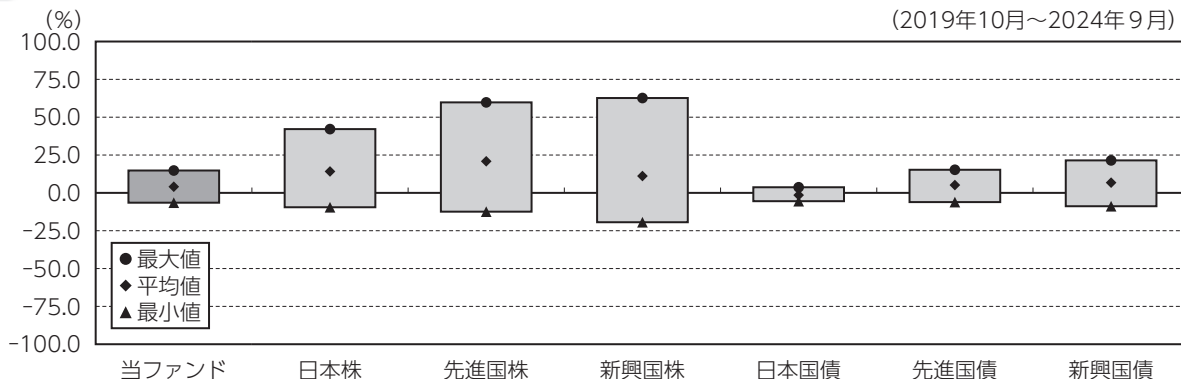 (%)
(2019年10月～2024年９月)
100.0
75.0
50.0
25.0
0.0
-25.0
-50.0
-75.0
-100.0
●最大値
◆平均値
▲最小値
当ファンド 日本株 先進国株 新興国株 日本国債 先進国債 新興国債